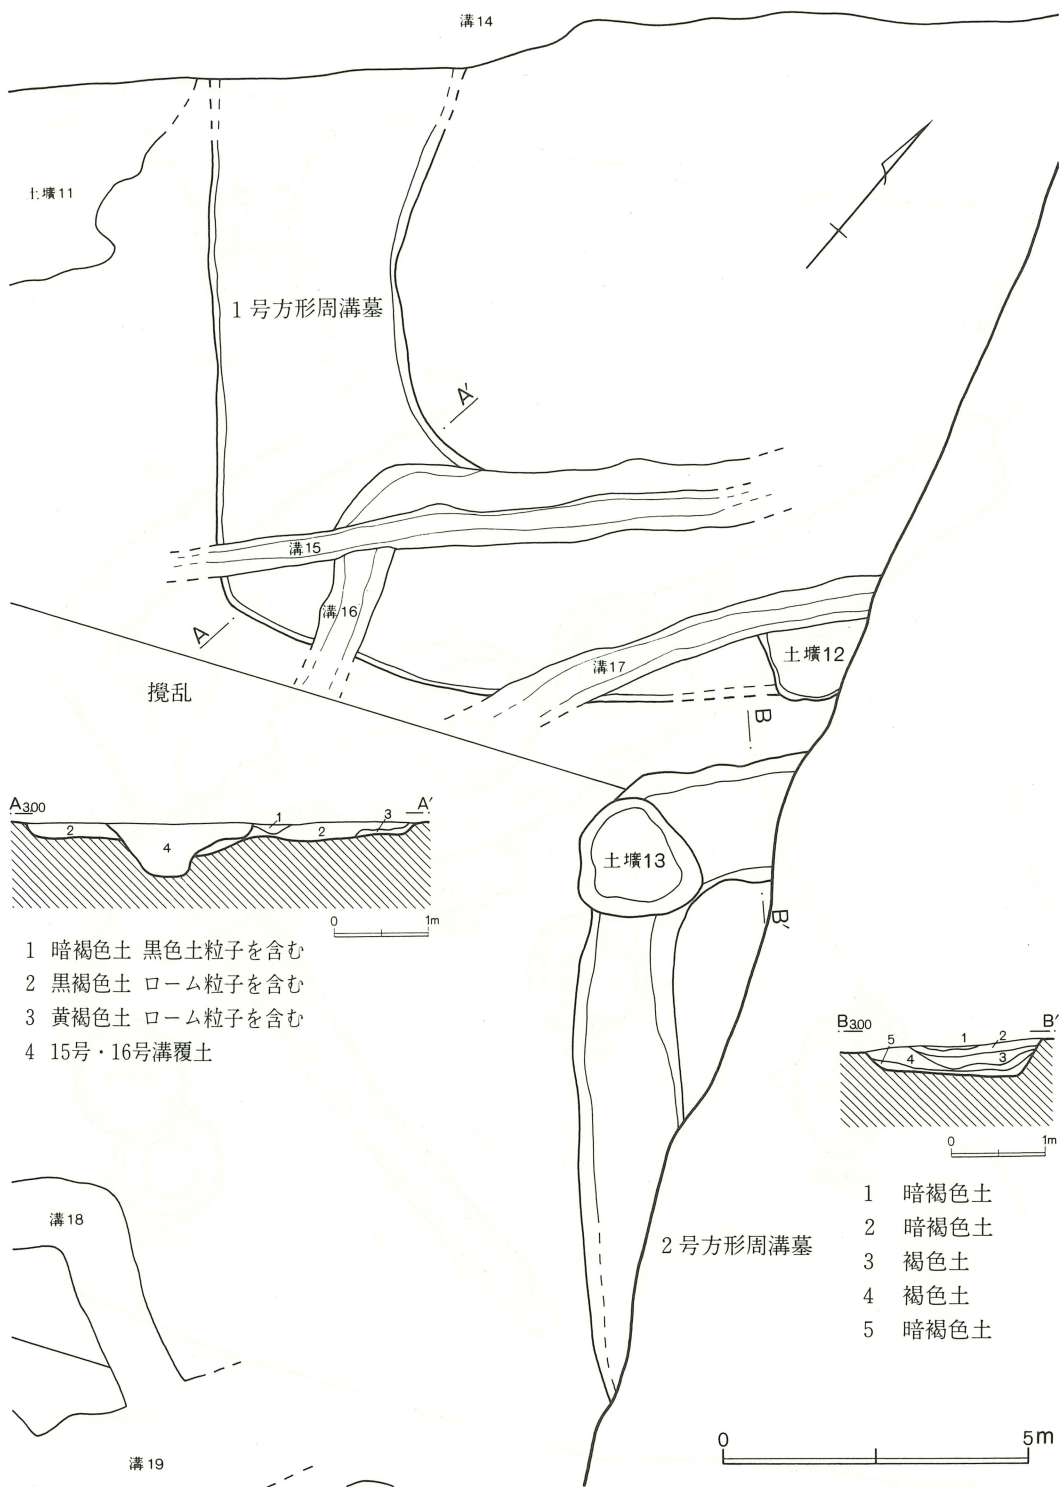 溝14
土壙11
1号方形周溝墓
A'
溝15
溝16
A
溝17
土壙12
攪乱
B
A 3.00
A'
1
3
2
2
4
土壙13
B'
0 1m
1 暗褐色土 黒色土粒子を含む
2 黒褐色土 ローム粒子を含む
3 黄褐色土 ローム粒子を含む
4 15号・16号溝覆土
B 3.00
B'
5
1
2
4
3
0 1m
1 暗褐色土
2 暗褐色土
3 褐色土
4 褐色土
5 暗褐色土
溝18
2号方形周溝墓
溝19
0 5m